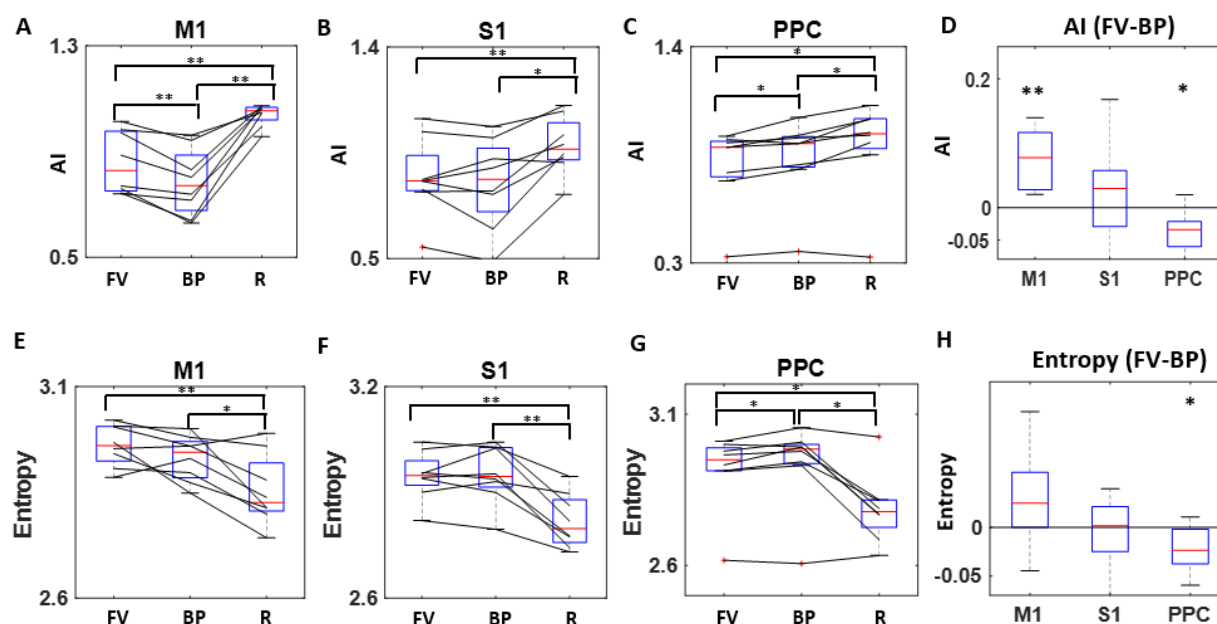 A
M1
1.3
**
**
**
AI
0.5
FV
BP
R
B
S1
1.4
**
*
AI
0.5
FV
BP
R
C
PPC
1.4
*
*
*
AI
0.3
FV
BP
R
D
AI (FV-BP)
0.2
**
*
AI
0
-0.05
M1
S1
PPC
E
M1
3.1
**
*
Entropy
2.6
FV
BP
R
F
S1
3.2
**
**
Entropy
2.6
FV
BP
R
G
PPC
3.1
*
*
*
Entropy
2.6
FV
BP
R
H
Entropy (FV-BP)
*
Entropy
0
-0.05
M1
S1
PPC